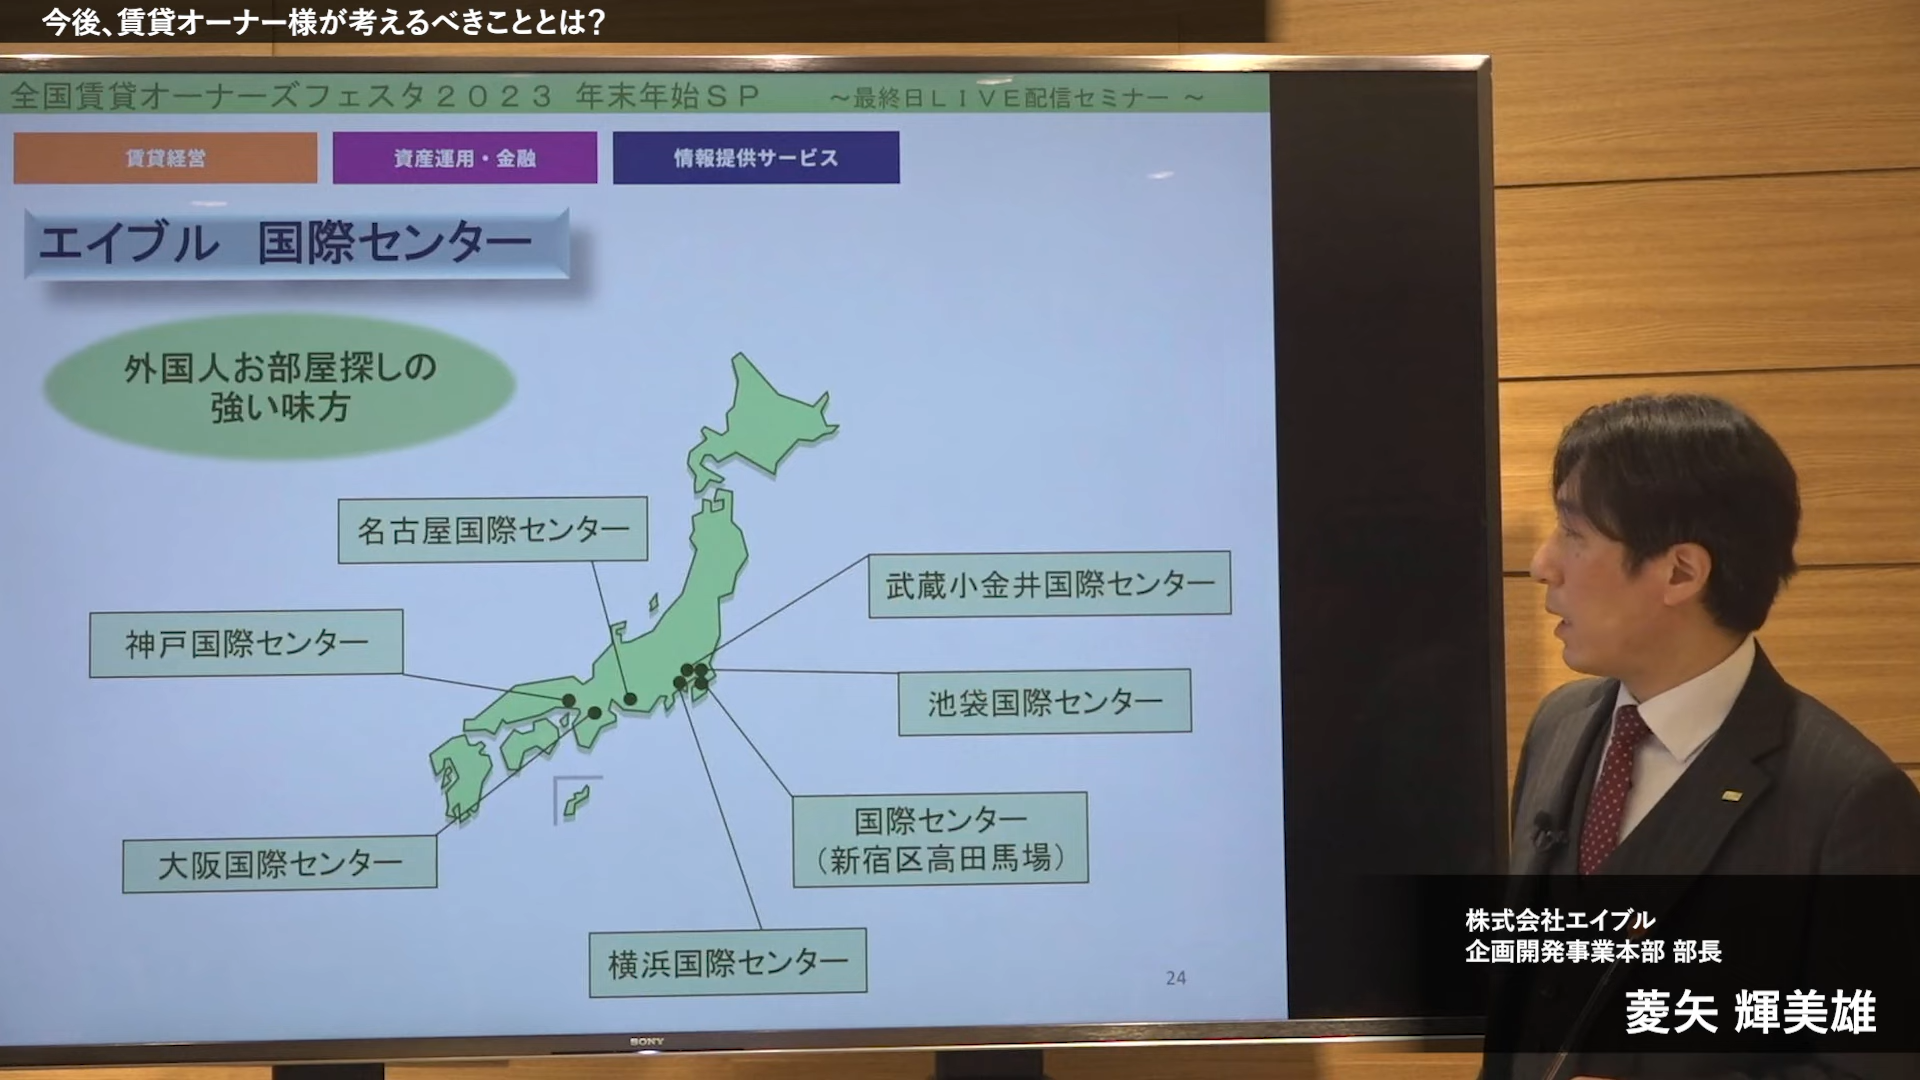 今後、賃貸オーナー様が考えるべきこととは？
全国賃貸オーナーズフェスタ２０２３ 年末年始ＳＰ ～最終日ＬＩＶＥ配信セミナー ～
賃貸経営
資産運用・金融
情報提供サービス
エイブル 国際センター
外国人お部屋探しの
強い味方
名古屋国際センター
武蔵小金井国際センター
神戸国際センター
池袋国際センター
国際センター
（新宿区高田馬場）
大阪国際センター
横浜国際センター
24
SONY
株式会社エイブル
企画開発事業本部 部長
菱矢 輝美雄